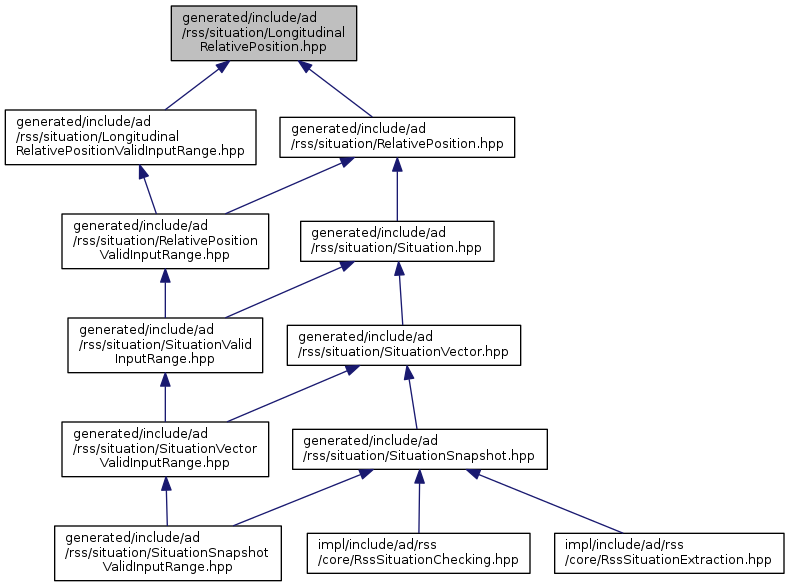 generated/include/ad
/rss/situation/Longitudinal
RelativePosition.hpp
generated/include/ad
/rss/situation/Longitudinal
RelativePositionValidInputRange.hpp
generated/include/ad
/rss/situation/RelativePosition.hpp
generated/include/ad
/rss/situation/RelativePosition
ValidInputRange.hpp
generated/include/ad
/rss/situation/Situation.hpp
generated/include/ad
/rss/situation/SituationValid
InputRange.hpp
generated/include/ad
/rss/situation/SituationVector.hpp
generated/include/ad
/rss/situation/SituationVector
ValidInputRange.hpp
generated/include/ad
/rss/situation/SituationSnapshot.hpp
generated/include/ad
/rss/situation/SituationSnapshot
ValidInputRange.hpp
impl/include/ad/rss
/core/RssSituationChecking.hpp
impl/include/ad/rss
/core/RssSituationExtraction.hpp